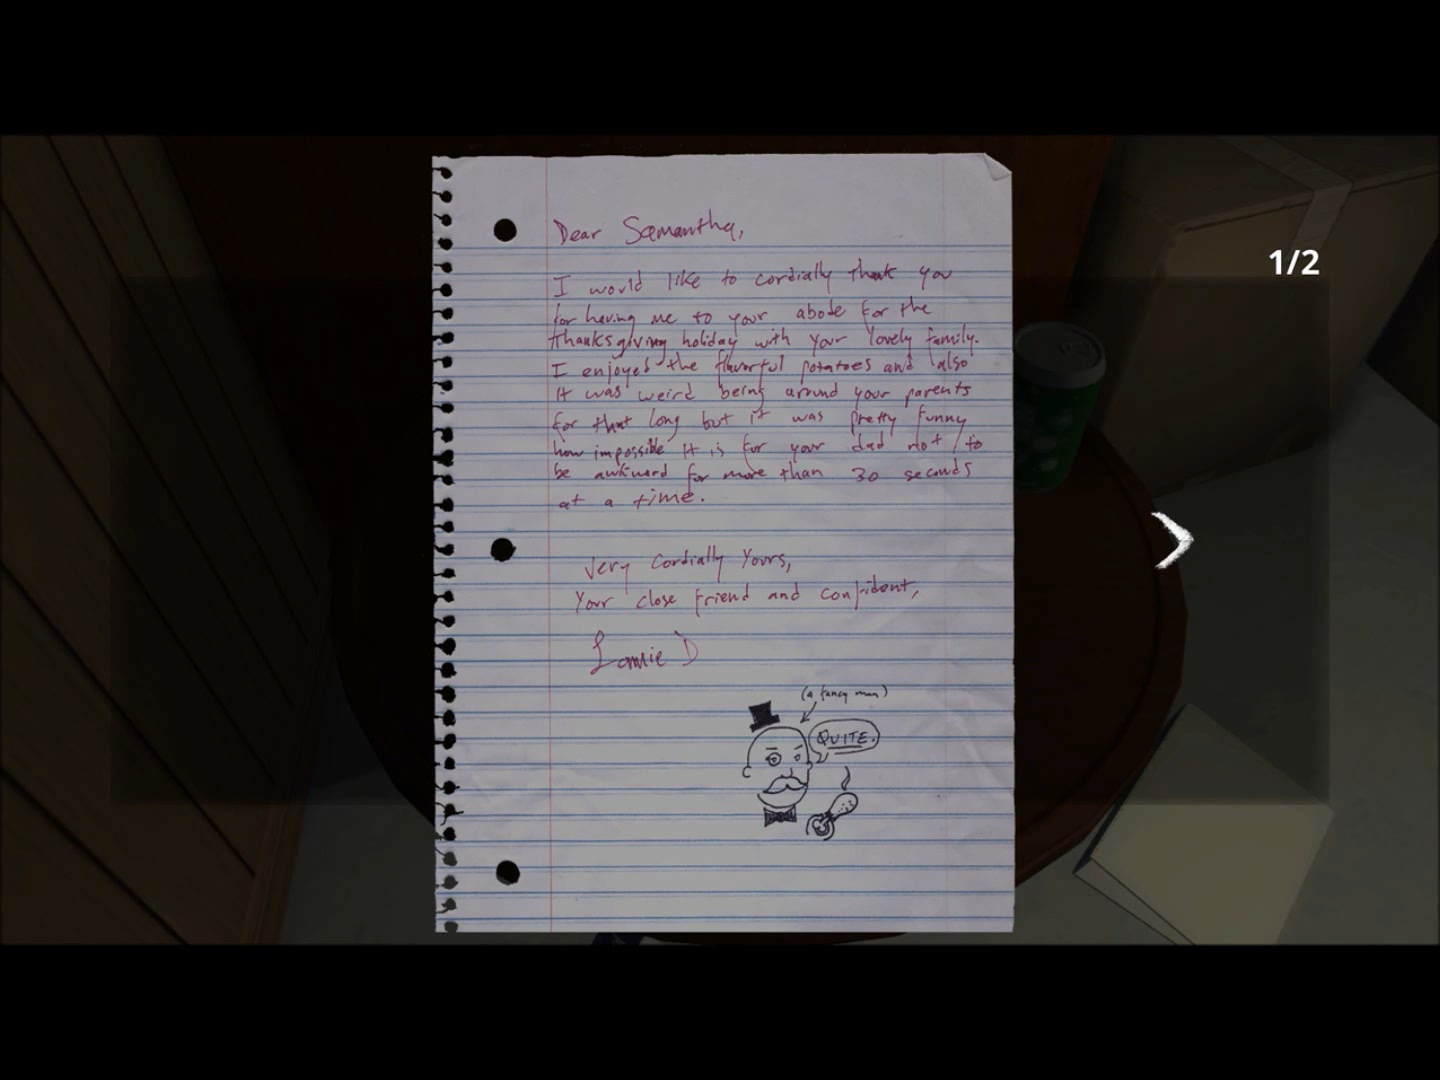 1/2
Dear Samantha,
I would like to cordially thank you
for having me to your abode for the
thanksgiving holiday with your lovely family.
I enjoyed the flavorful potatoes and also
it was weird being around your parents
for that long but it was pretty funny
how impossible it is for your dad not to
be awkward for more than 30 seconds
at a time.
Very Cordially Yours,
Your close friend and confident,
Lonnie D
(a fancy man)
QUITE.